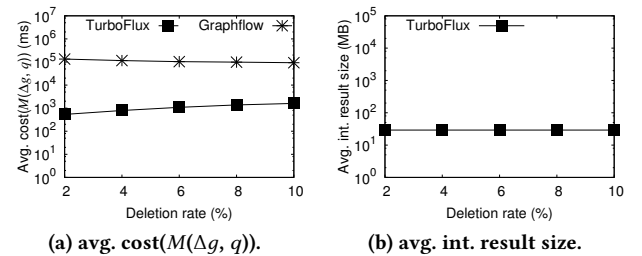 TurboFlux Graphflow
Avg. cost(M(Δg, q)) (ms)
10^7
10^6
10^5
10^4
10^3
10^2
10^1
10^0
2 4 6 8 10
Deletion rate (%)
(a) avg. cost(M(Δg, q)).
TurboFlux
Avg. int. result size (MB)
10^5
10^4
10^3
10^2
10^1
10^0
2 4 6 8 10
Deletion rate (%)
(b) avg. int. result size.